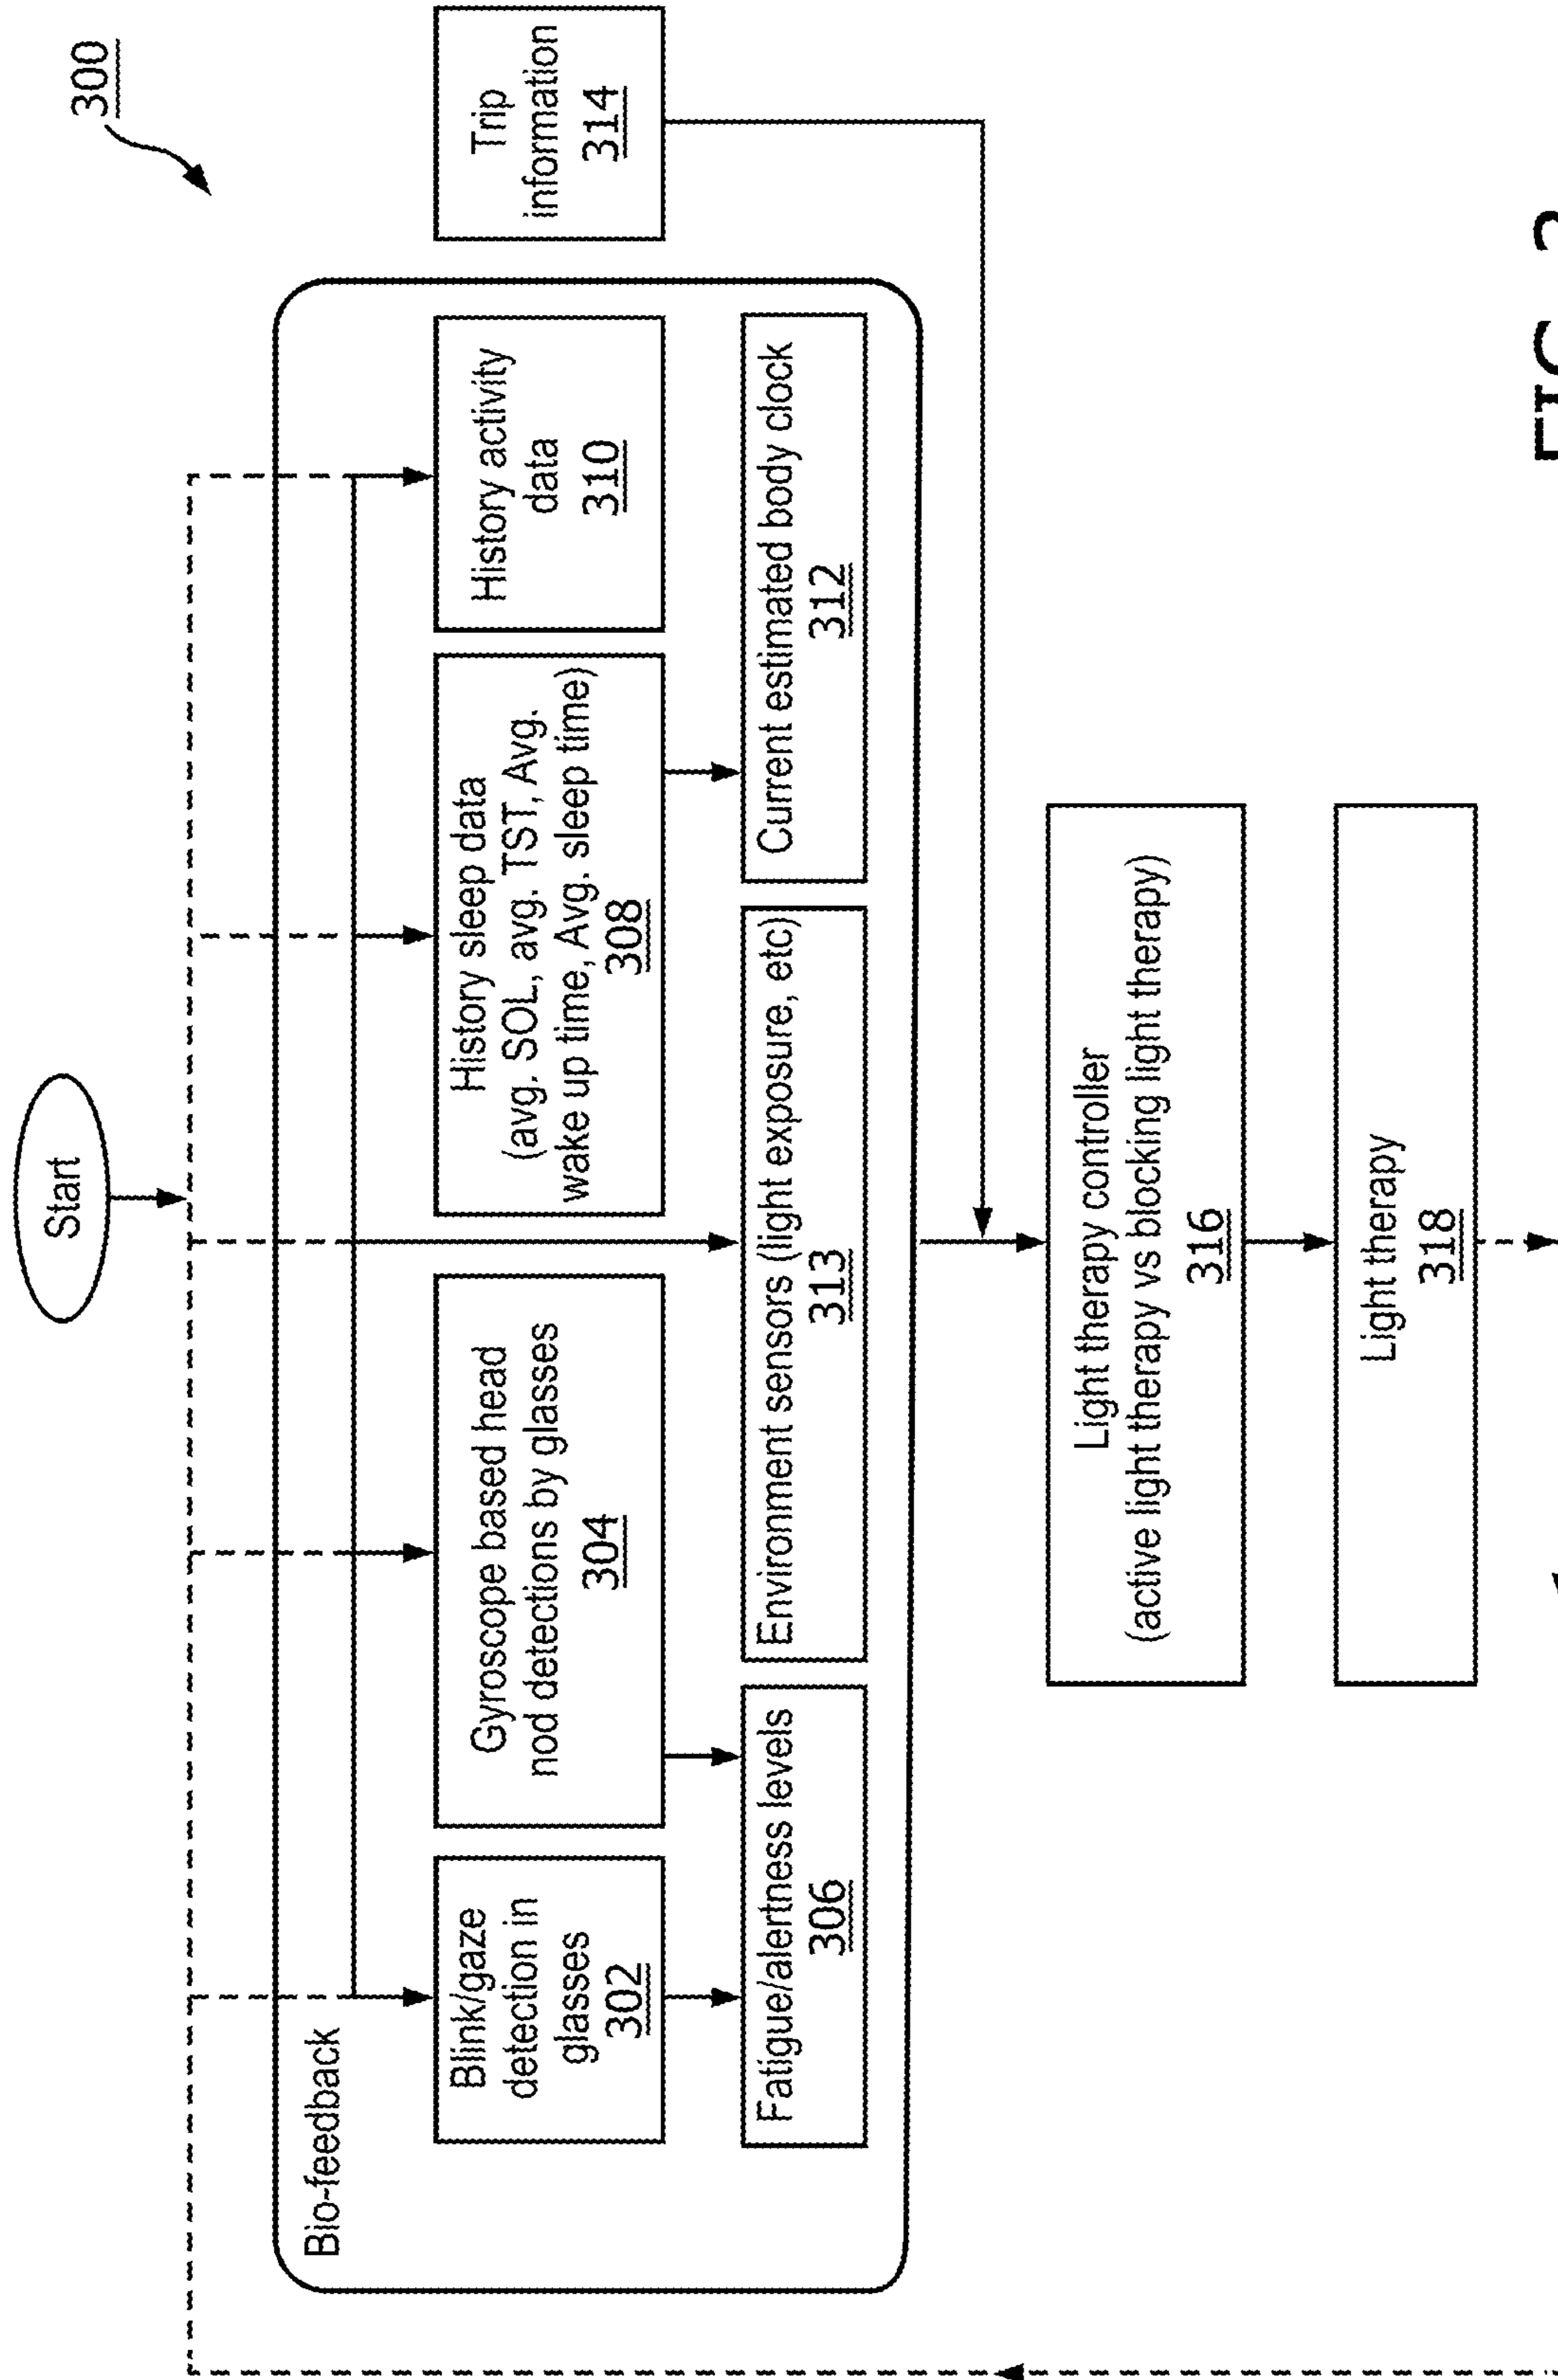 300
Start
Bio-feedback
Blink/gaze
detection in
glasses
302
Gyroscope based head
nod detections by glasses
304
History sleep data
(avg. SOL, avg. TST, Avg.
wake up time, Avg. sleep time)
308
History activity
data
310
Trip
information
314
Fatigue/alertness levels
306
Environment sensors (light exposure, etc)
313
Current estimated body clock
312
Light therapy controller
(active light therapy vs blocking light therapy)
316
Light therapy
318